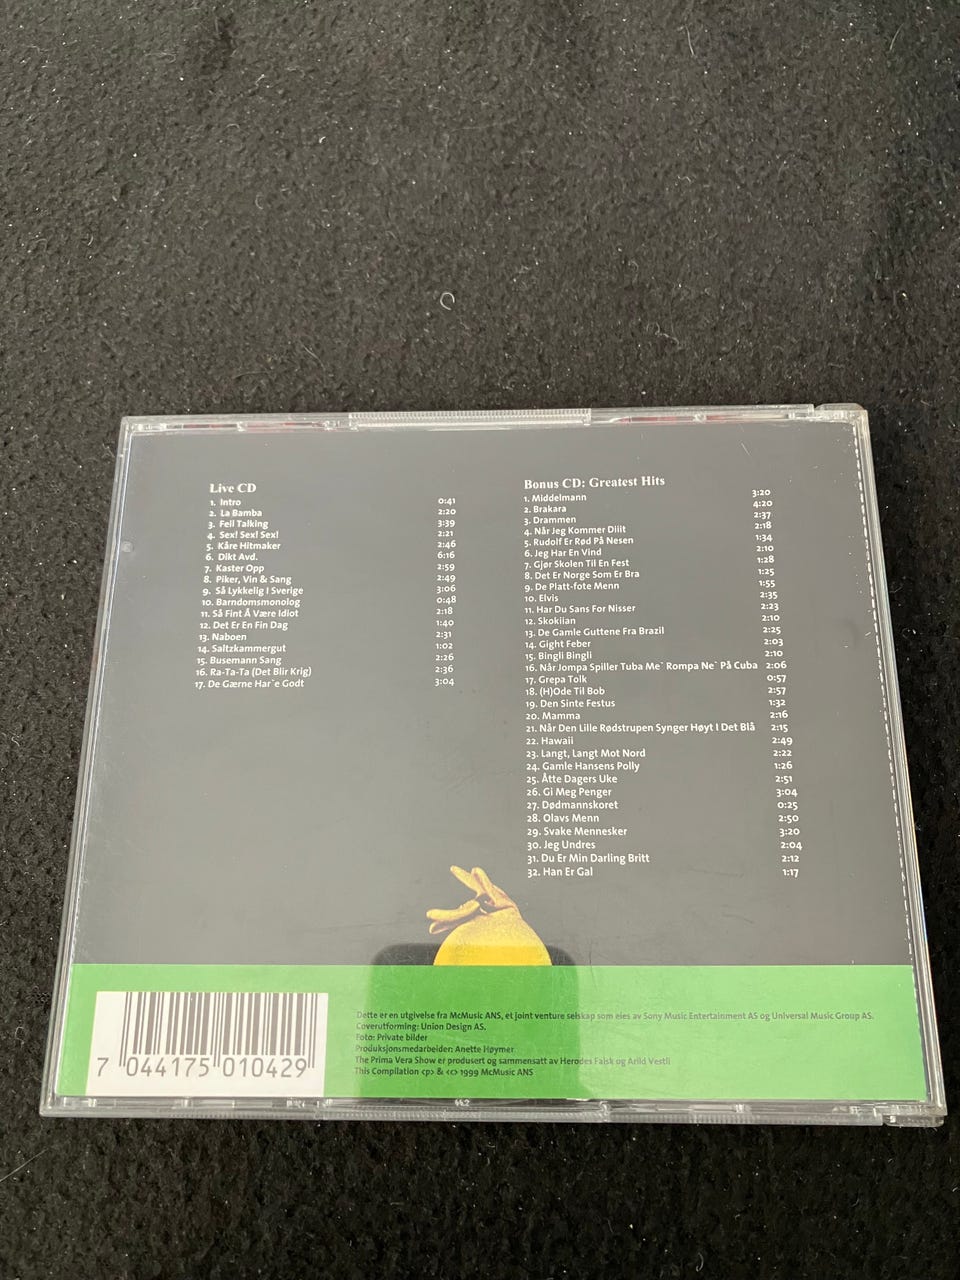 Live CD
1. Intro 0:41
2. La Bamba 2:20
3. Fell Talking 3:39
4. Sex! Sex! Sex! 2:21
5. Kåre Hitmaker 2:46
6. Dikt Avd. 6:16
7. Kaster Opp 2:59
8. Piker, Vin & Sang 2:49
9. Så Lykkelig I Sverige 3:06
10. Barndomsmonolog 0:48
11. Så Fint Å Være Idiot 2:18
12. Det Er En Fin Dag 1:40
13. Naboen 2:31
14. Saltzkammergut 1:02
15. Busemann Sang 2:26
16. Ra-Ta-Ta (Det Blir Krig) 2:36
17. De Gærne Har`e Godt 3:04
Bonus CD: Greatest Hits
1. Middelmann 3:20
2. Brakara 4:20
3. Drammen 2:37
4. Når Jeg Kommer Diiit 2:18
5. Rudolf Er Rød På Nesen 1:34
6. Jeg Har En Vind 2:10
7. Gjør Skolen Til En Fest 1:28
8. Det Er Norge Som Er Bra 1:25
9. De Platt-fote Menn 1:55
10. Elvis 2:35
11. Har Du Sans For Nisser 2:23
12. Skokiian 2:10
13. De Gamle Guttene Fra Brazil 2:25
14. Gight Feber 2:03
15. Bingli Bingli 2:10
16. Når Jompa Spiller Tuba Me` Rompa Ne` På Cuba 2:06
17. Grepa Tolk 0:57
18. (H)Ode Til Bob 2:57
19. Den Sinte Festus 1:32
20. Mamma 2:16
21. Når Den Lille Rødstrupen Synger Høyt I Det Blå 2:15
22. Hawaii 2:49
23. Langt, Langt Mot Nord 2:22
24. Gamle Hansens Polly 1:26
25. Åtte Dagers Uke 2:51
26. Gi Meg Penger 3:04
27. Dødmannskoret 0:25
28. Olavs Menn 2:50
29. Svake Mennesker 3:20
30. Jeg Undres 2:04
31. Du Er Min Darling Britt 2:12
32. Han Er Gal 1:17
Dette er en utgivelse fra McMusic ANS, et joint venture selskap som eies av Sony Music Entertainment AS og Universal Music Group AS.
Coverutforming: Union Design AS.
Foto: Private bilder
Produksjonsmedarbeider: Anette Høymer
The Prima Vera Show er produsert og sammensatt av Herodes Falsk og Arild Vestli
This Compilation <p> & <c> 1999 McMusic ANS
7 044175 010429